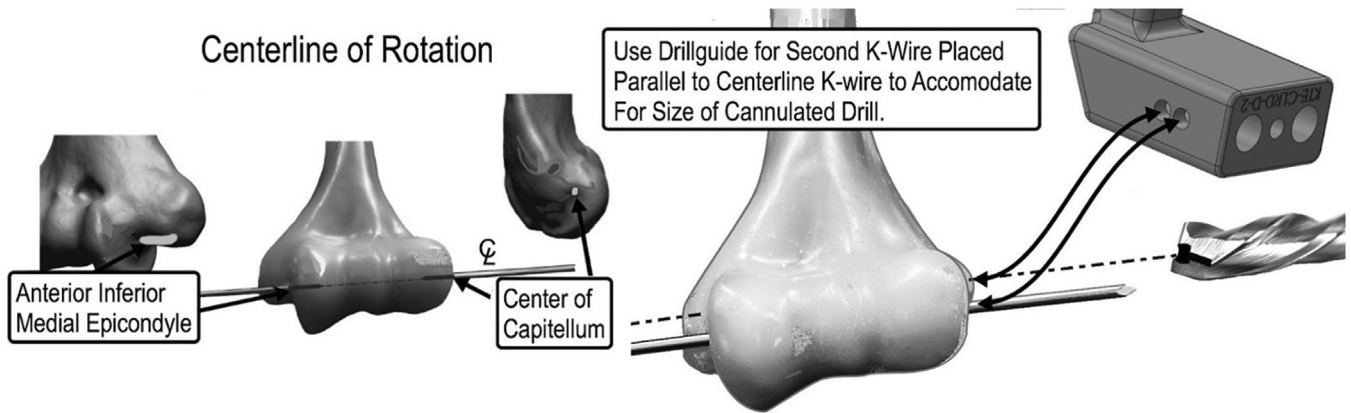 Centerline of Rotation
Anterior Inferior
Medial Epicondyle
℄
Center of
Capitellum
Use Drillguide for Second K-Wire Placed
Parallel to Centerline K-wire to Accomodate
For Size of Cannulated Drill.
KTE-CLRD-D-2